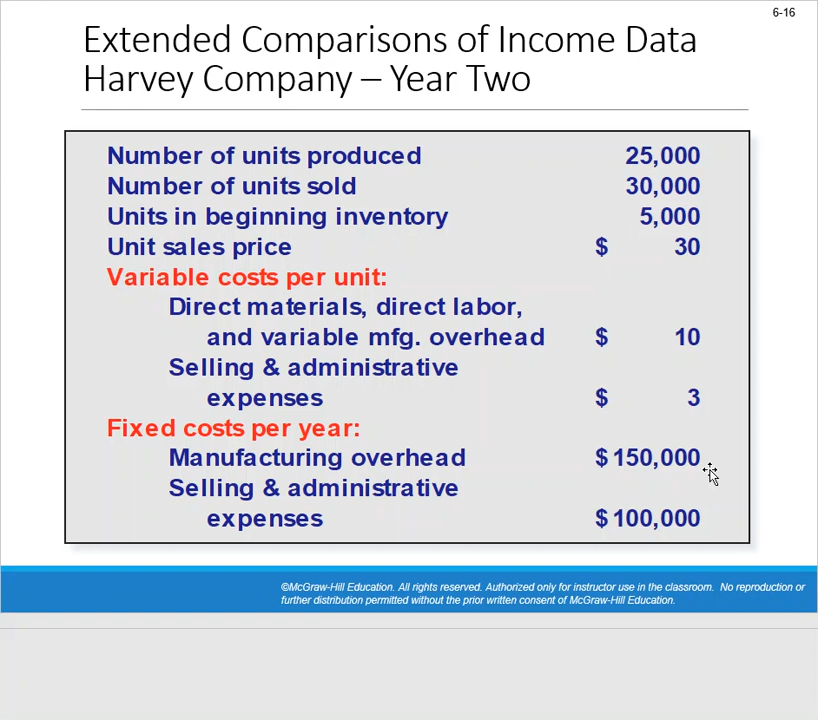 6-16
Extended Comparisons of Income Data
Harvey Company – Year Two
Number of units produced 25,000
Number of units sold 30,000
Units in beginning inventory 5,000
Unit sales price $ 30
Variable costs per unit:
Direct materials, direct labor,
and variable mfg. overhead $ 10
Selling & administrative
expenses $ 3
Fixed costs per year:
Manufacturing overhead $ 150,000
Selling & administrative
expenses $ 100,000
©McGraw-Hill Education. All rights reserved. Authorized only for instructor use in the classroom. No reproduction or
further distribution permitted without the prior written consent of McGraw-Hill Education.